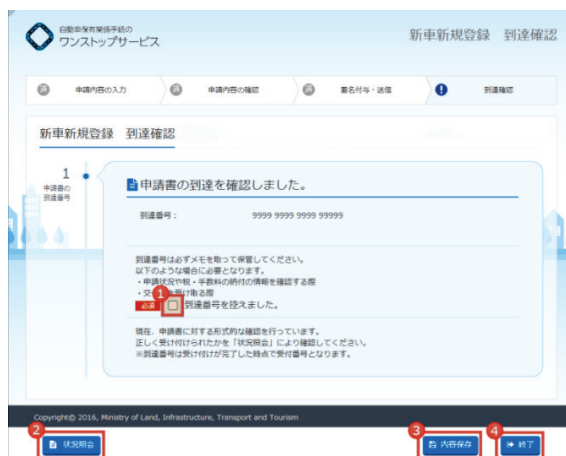 自動車保有関係手続の
ワンストップサービス
新車新規登録 到達確認
済 申請内容の入力
済 申請内容の確認
済 署名付与・送信
! 到達確認
新車新規登録 到達確認
1
申請書の
到達番号
申請書の到達を確認しました。
到達番号： 9999 9999 9999 99999
到達番号は必ずメモを取って保管してください。
以下のような場合に必要となります。
・申請状況や税・手数料の納付の情報を確認する際
・交 け取る際
1
必須 到達番号を控えました。
現在、申請書に対する形式的な確認を行っています。
正しく受け付けられたかを「状況照会」により確認してください。
※到達番号は受け付けが完了した時点で受付番号となります。
Copyright© 2016, Ministry of Land, Infrastructure, Transport and Tourism
2 状況照会
3 内容保存
4 終了